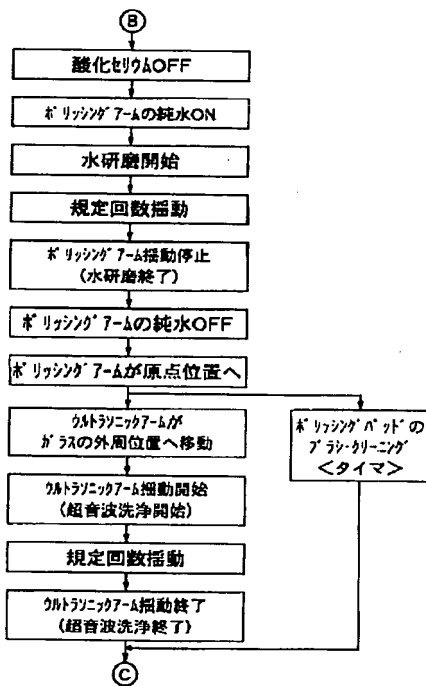 B
酸化ｾﾘｳﾑOFF
ﾎﾟﾘｯｼﾝｸﾞｱｰﾑの純水ON
水研磨開始
規定回数揺動
ﾎﾟﾘｯｼﾝｸﾞｱｰﾑ揺動停止
(水研磨終了)
ﾎﾟﾘｯｼﾝｸﾞｱｰﾑの純水OFF
ﾎﾟﾘｯｼﾝｸﾞｱｰﾑが原点位置へ
ｳﾙﾄﾗｿﾆｯｸｱｰﾑが
ｶﾞﾗｽの外周位置へ移動
ﾎﾟﾘｯｼﾝｸﾞﾊﾟｯﾄﾞの
ﾌﾞﾗｼ･ｸﾘｰﾆﾝｸﾞ
＜タイマ＞
ｳﾙﾄﾗｿﾆｯｸｱｰﾑ揺動開始
(超音波洗浄開始)
規定回数揺動
ｳﾙﾄﾗｿﾆｯｸｱｰﾑ揺動終了
(超音波洗浄終了)
C